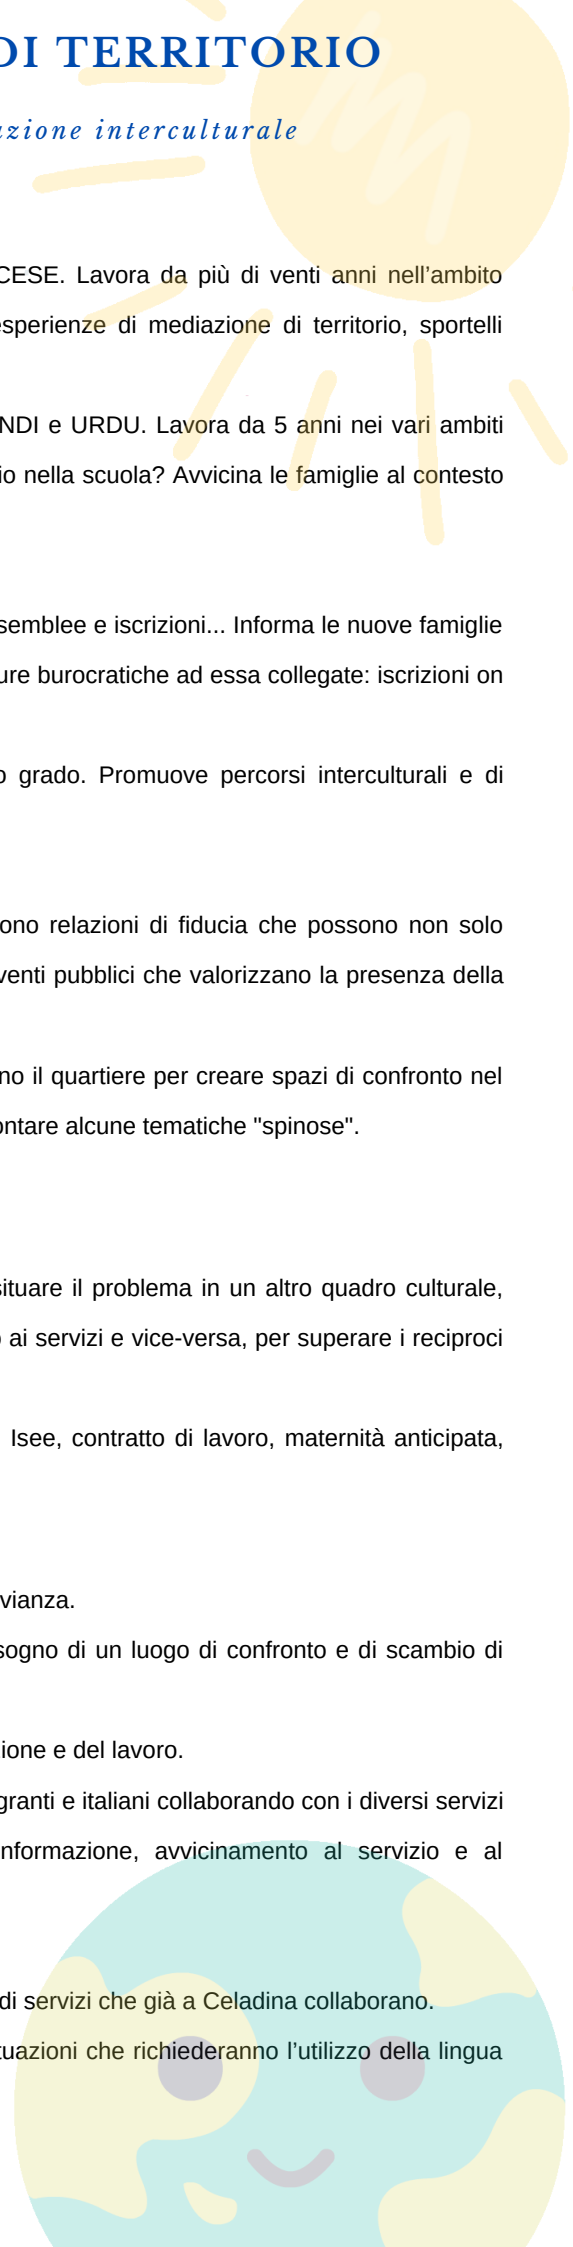 DI TERRITORIO
azione interculturale
CESE. Lavora da più di venti anni nell’ambito
esperienze di mediazione di territorio, sportelli
NDI e URDU. Lavora da 5 anni nei vari ambiti
io nella scuola? Avvicina le famiglie al contesto
semblee e iscrizioni... Informa le nuove famiglie
ure burocratiche ad essa collegate: iscrizioni on
o grado. Promuove percorsi interculturali e di
ono relazioni di fiducia che possono non solo
venti pubblici che valorizzano la presenza della
no il quartiere per creare spazi di confronto nel
ontare alcune tematiche "spinose".
situare il problema in un altro quadro culturale,
o ai servizi e vice-versa, per superare i reciproci
Isee, contratto di lavoro, maternità anticipata,
vianza.
sogno di un luogo di confronto e di scambio di
zione e del lavoro.
granti e italiani collaborando con i diversi servizi
nformazione, avvicinamento al servizio e al
di servizi che già a Celadina collaborano.
tuazioni che richiederanno l’utilizzo della lingua